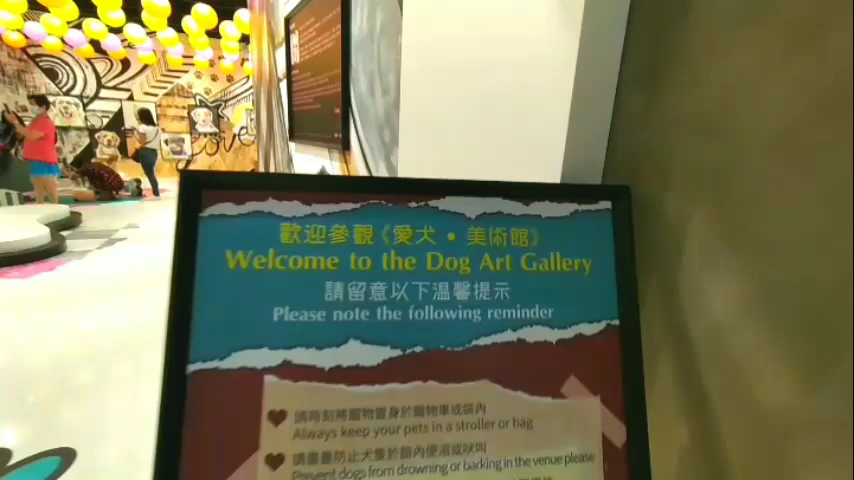 歡迎參觀《愛犬•美術館》
Welcome to the Dog Art Gallery
請留意以下溫馨提示
Please note the following reminder
請時刻將寵物置身於寵物車或袋內
Always keep your pets in a stroller or bag
請盡量防止犬隻於館內便溺或吠叫
Prevent dogs from drowning or barking in the venue please